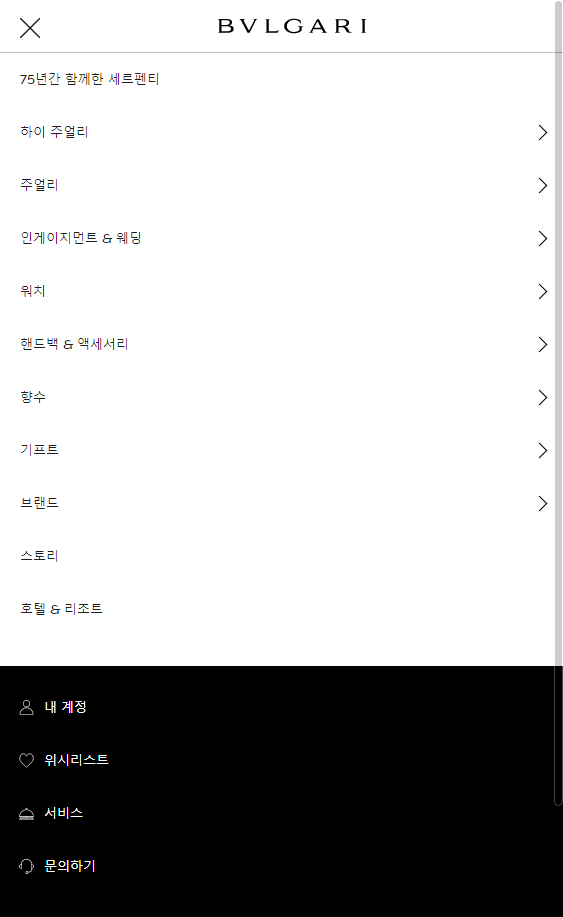 BVLGARI
75년간 함께한 세르펜티
하이 주얼리
주얼리
인게이지먼트 & 웨딩
워치
핸드백 & 액세서리
향수
기프트
브랜드
스토리
호텔 & 리조트
내 계정
위시리스트
서비스
문의하기